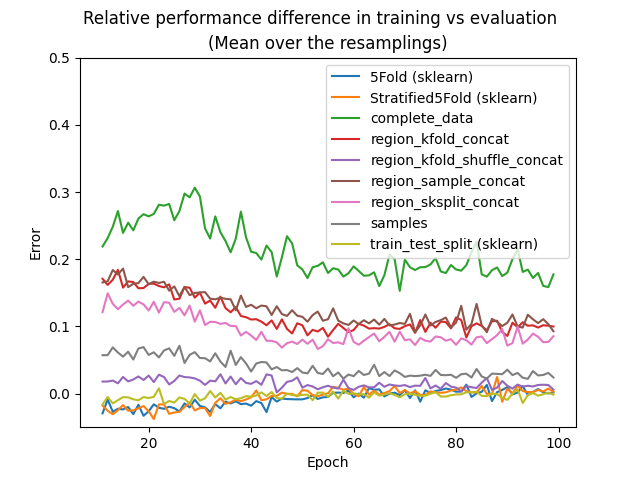 Relative performance difference in training vs evaluation
(Mean over the resamplings)
0.5
0.4
0.3
0.2
0.1
0.0
Error
5Fold (sklearn)
Stratified5Fold (sklearn)
complete_data
region_kfold_concat
region_kfold_shuffle_concat
region_sample_concat
region_sksplit_concat
samples
train_test_split(sklearn)
20 40 60 80 100
Epoch